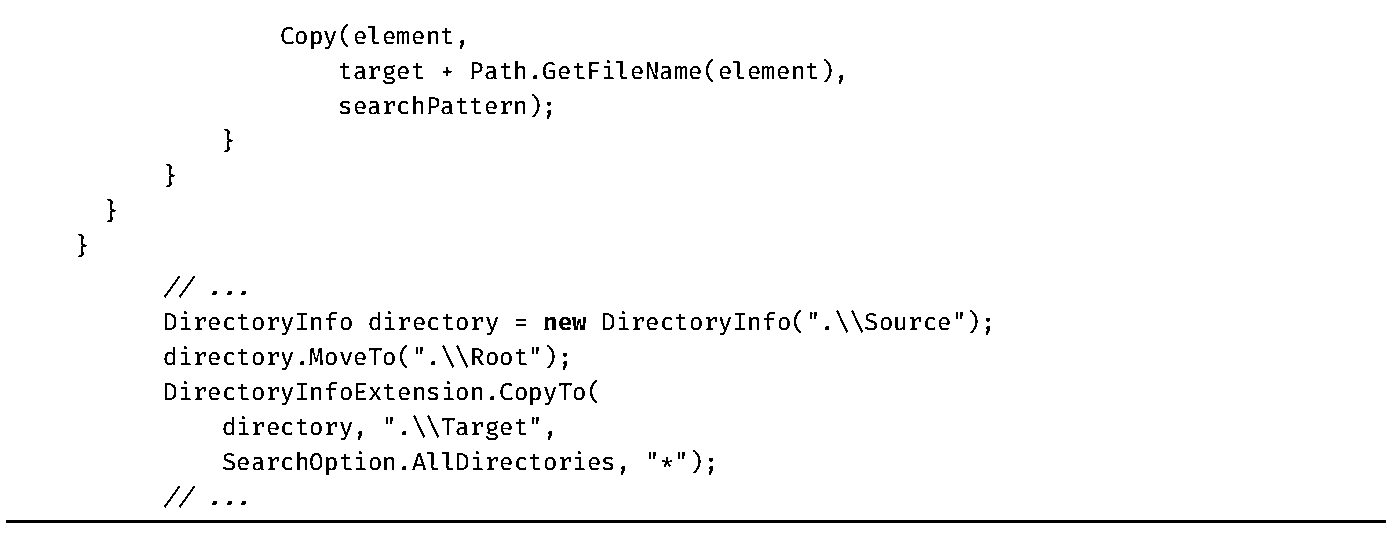 Copy(element,
target + Path.GetFileName(element),
searchPattern);
}
}
}
}
// ...
DirectoryInfo directory = new DirectoryInfo(".\\Source");
directory.MoveTo(".\\Root");
DirectoryInfoExtension.CopyTo(
directory, ".\\Target",
SearchOption.AllDirectories, "*");
// ...